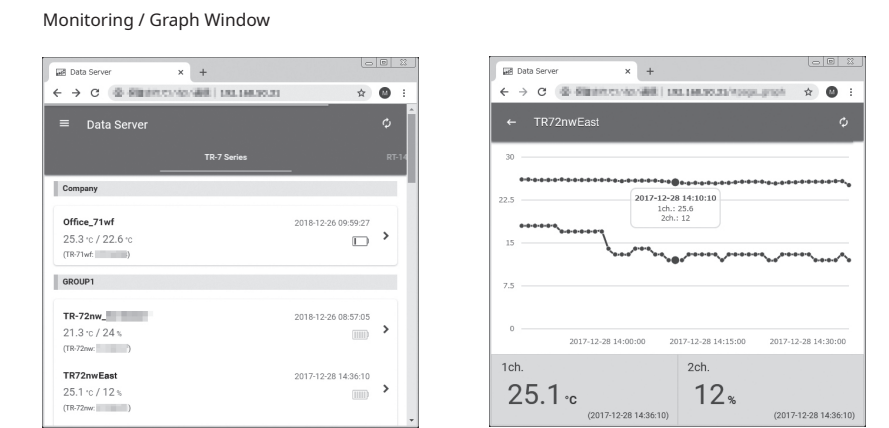 Monitoring / Graph Window
Data Server × +
M
Data Server
TR-7 Series RT-14
Company
Office_71wf 2018-12-26 09:59:27
25.3 °C / 22.6 °C
(TR-71wf: )
GROUP1
TR-72nw_ 2018-12-26 08:57:05
21.3 °C / 24 %
(TR-72nw: )
TR72nwEast 2017-12-28 14:36:10
25.1 °C / 12 %
(TR-72nw: )
Data Server × +
M
TR72nwEast
30
22.5
15
7.5
0
2017-12-28 14:10:10
1ch.: 25.6
2ch.: 12
2017-12-28 14:00:00 2017-12-28 14:15:00 2017-12-28 14:30:00
1ch.
25.1 °C
(2017-12-28 14:36:10)
2ch.
12 %
(2017-12-28 14:36:10)